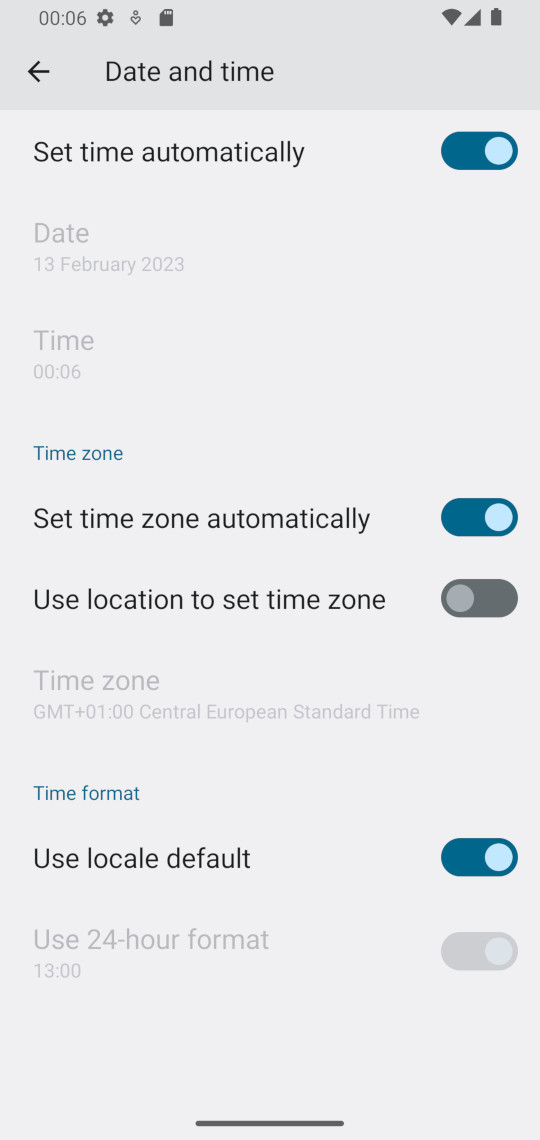 00:06
Date and time
Set time automatically
Date
13 February 2023
Time
00:06
Time zone
Set time zone automatically
Use location to set time zone
Time zone
GMT+01:00 Central European Standard Time
Time format
Use locale default
Use 24-hour format
13:00